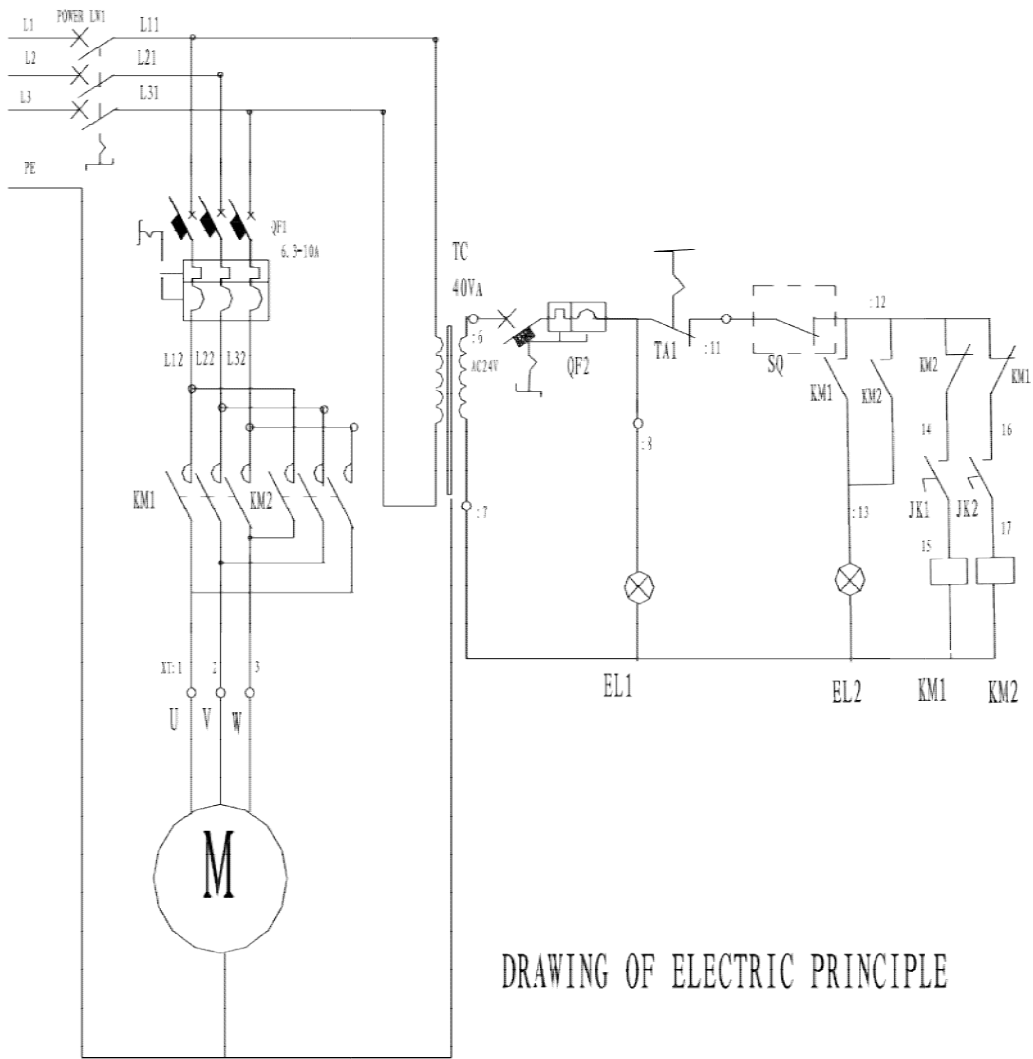 POWER LW1
L1
L11
L2
L21
L3
L31
PE
QF1
6.3-10A
TC
40VA
:6
AC24V
QF2
TA1
:11
SQ
:12
L12 L22 L32
KM1
KM2
KM2
KM1
:8
14
16
KM1
KM2
:7
:13
JK1
JK2
15
17
XT:1 2 3
U V W
EL1
EL2
KM1
KM2
M
DRAWING OF ELECTRIC PRINCIPLE